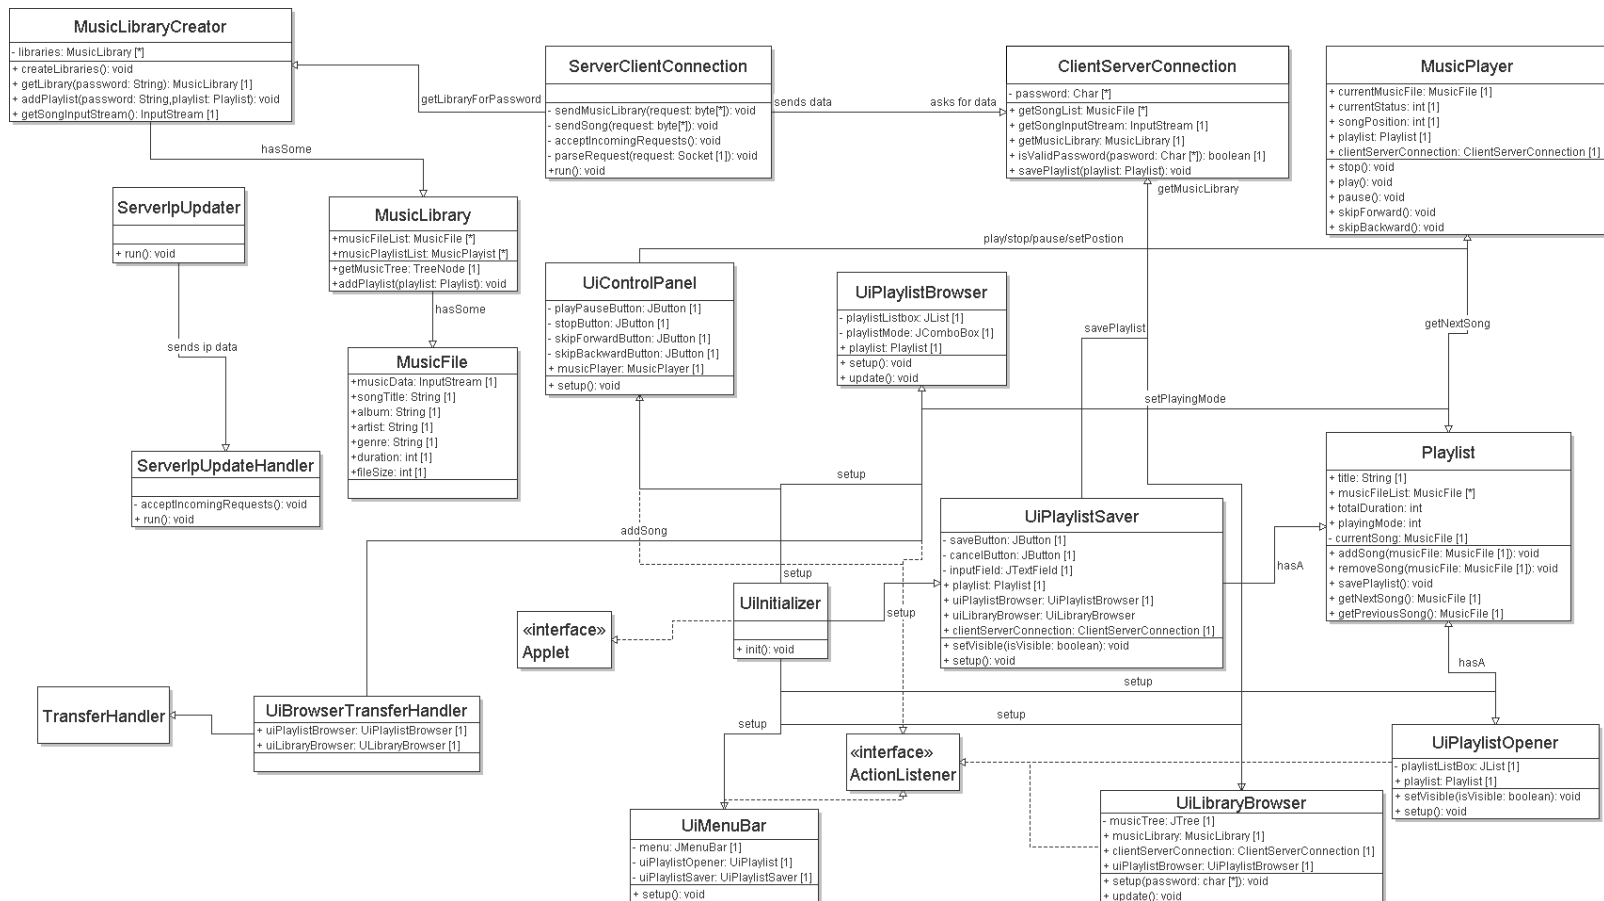 MusicLibraryCreator
- libraries: MusicLibrary [*]
+ createLibraries(): void
+ getLibrary(password: String): MusicLibrary [1]
+ addPlaylist(password: String,playlist: Playlist): void
+ getSongInputStream(): InputStream [1]
getLibraryForPassword
ServerClientConnection
- sendMusicLibrary(request: byte[*]): void
- sendSong(request: byte[*]): void
- acceptIncomingRequests(): void
- parseRequest(request: Socket [1]): void
+run(): void
sends data
asks for data
ClientServerConnection
- password: Char [*]
+ getSongList: MusicFile [*]
+ getSongInputStream: InputStream [1]
+ getMusicLibrary: MusicLibrary [1]
+ isValidPassword(pasword: Char [*]): boolean [1]
+ savePlaylist(playlist: Playlist): void
getMusicLibrary
MusicPlayer
+ currentMusicFile: MusicFile [1]
+ currentStatus: int [1]
+ songPosition: int [1]
+ playlist: Playlist [1]
+ clientServerConnection: ClientServerConnection [1]
+ stop(): void
+ play(): void
+ pause(): void
+ skipForward(): void
+ skipBackward(): void
hasSome
ServerIpUpdater
+ run(): void
MusicLibrary
+musicFileList: MusicFile [*]
+musicPlaylistList: MusicPlayist [*]
+getMusicTree: TreeNode [1]
+addPlaylist(playlist: Playlist): void
hasSome
play/stop/pause/setPostion
UiControlPanel
- playPauseButton: JButton [1]
- stopButton: JButton [1]
- skipForwardButton: JButton [1]
- skipBackwardButton: JButton [1]
+ musicPlayer: MusicPlayer [1]
+ setup(): void
UiPlaylistBrowser
- playlistListbox: JList [1]
- playlistMode: JComboBox [1]
+ playlist: Playlist [1]
+ setup(): void
+ update(): void
savePlaylist
getNextSong
sends ip data
MusicFile
+musicData: InputStream [1]
+songTitle: String [1]
+album: String [1]
+artist: String [1]
+genre: String [1]
+duration: int [1]
+fileSize: int [1]
setPlayingMode
ServerIpUpdateHandler
- acceptIncomingRequests(): void
+ run(): void
setup
Playlist
+ title: String [1]
+ musicFileList: MusicFile [*]
+ totalDuration: int
+ playingMode: int
- currentSong: MusicFile [1]
+ addSong(musicFile: MusicFile [1]): void
+ removeSong(musicFile: MusicFile [1]): void
+ savePlaylist(): void
+ getNextSong(): MusicFile [1]
+ getPreviousSong(): MusicFile [1]
addSong
UiPlaylistSaver
- saveButton: JButton [1]
- cancelButton: JButton [1]
- inputField: JTextField [1]
+ playlist: Playlist [1]
+ uiPlaylistBrowser: UiPlaylistBrowser [1]
+ uiLibraryBrowser: UiLibraryBrowser
+ clientServerConnection: ClientServerConnection [1]
+ setVisible(isVisible: boolean): void
+ setup(): void
hasA
setup
UiInitializer
+ init(): void
setup
«interface»
Applet
hasA
setup
TransferHandler
UiBrowserTransferHandler
+ uiPlaylistBrowser: UiPlaylistBrowser [1]
+ uiLibraryBrowser: ULibraryBrowser [1]
setup
setup
«interface»
ActionListener
UiPlaylistOpener
- playlistListBox: JList [1]
+ playlist: Playlist [1]
+ setVisible(isVisible: boolean): void
+ setup(): void
UiMenuBar
- menu: JMenuBar [1]
- uiPlaylistOpener: UiPlaylist [1]
- uiPlaylistSaver: UiPlaylistSaver [1]
+ setup(): void
UiLibraryBrowser
- musicTree: JTree [1]
+ musicLibrary: MusicLibrary [1]
+ clientServerConnection: ClientServerConnection [1]
+ uiPlaylistBrowser: UiPlaylistBrowser [1]
+ setup(password: char [*]): void
+ update(): void